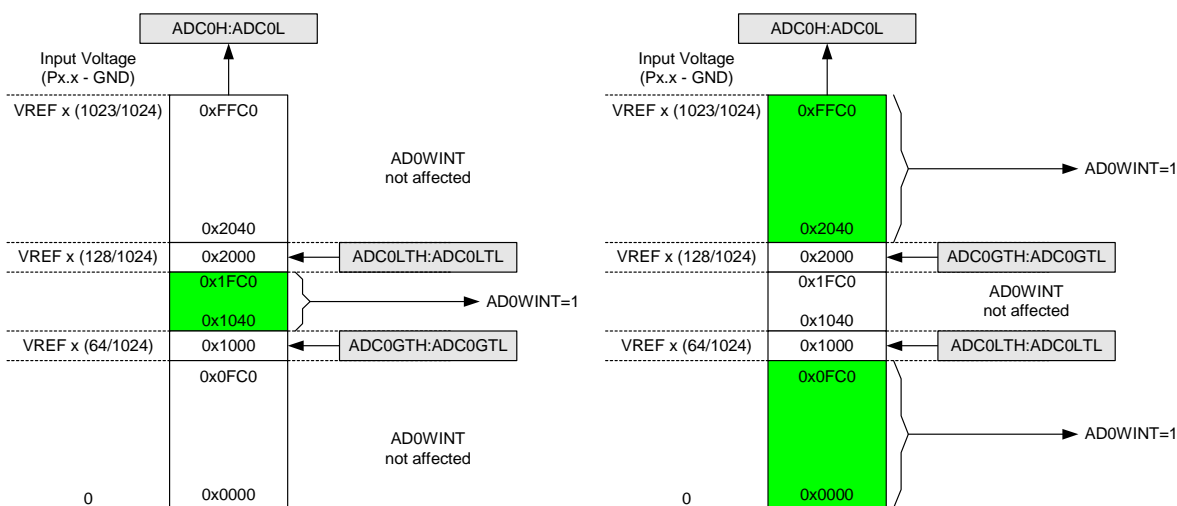 ADC0H:ADC0L
Input Voltage
(Px.x - GND)
VREF x (1023/1024)
0xFFC0
AD0WINT
not affected
0x2040
VREF x (128/1024)
0x2000
ADC0LTH:ADC0LTL
0x1FC0
AD0WINT=1
0x1040
VREF x (64/1024)
0x1000
ADC0GTH:ADC0GTL
0x0FC0
AD0WINT
not affected
0
0x0000
ADC0H:ADC0L
Input Voltage
(Px.x - GND)
VREF x (1023/1024)
0xFFC0
AD0WINT=1
0x2040
VREF x (128/1024)
0x2000
ADC0GTH:ADC0GTL
0x1FC0
AD0WINT
not affected
0x1040
VREF x (64/1024)
0x1000
ADC0LTH:ADC0LTL
0x0FC0
AD0WINT=1
0
0x0000